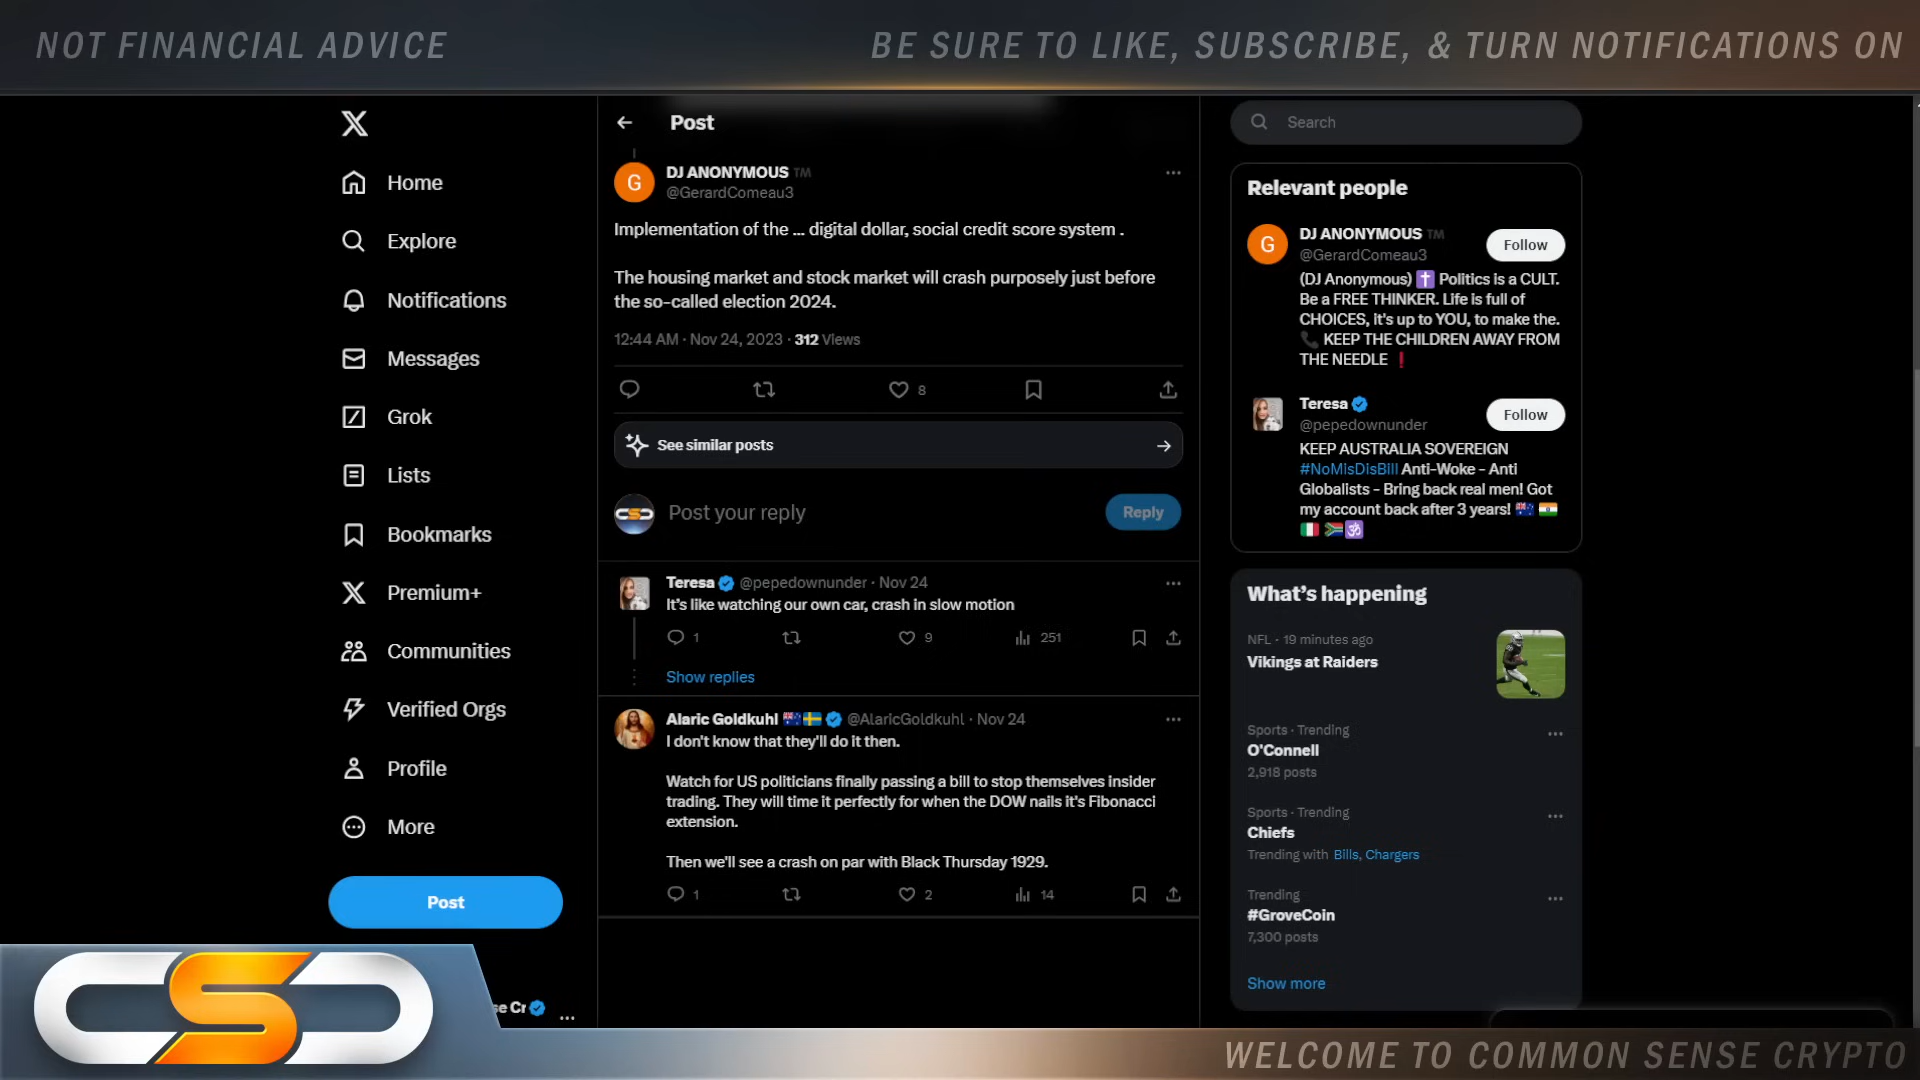 NOT FINANCIAL ADVICE
BE SURE TO LIKE, SUBSCRIBE, & TURN NOTIFICATIONS ON
Home
Explore
Notifications
Messages
Grok
Lists
Bookmarks
Premium+
Communities
Verified Orgs
Profile
More
Post
se Cr
Post
G
DJ ANONYMOUS ™
@GerardComeau3
Implementation of the ... digital dollar, social credit score system .
The housing market and stock market will crash purposely just before
the so-called election 2024.
12:44 AM · Nov 24, 2023 · 312 Views
8
See similar posts
Post your reply
Reply
Teresa @pepedownunder · Nov 24
It's like watching our own car, crash in slow motion
1 9 251
Show replies
Alaric Goldkuhl 🇦🇺🇸🇪 @AlaricGoldkuhl · Nov 24
I don't know that they'll do it then.
Watch for US politicians finally passing a bill to stop themselves insider
trading. They will time it perfectly for when the DOW nails it's Fibonacci
extension.
Then we'll see a crash on par with Black Thursday 1929.
1 2 14
Search
Relevant people
G
DJ ANONYMOUS ™
@GerardComeau3
Follow
(DJ Anonymous) ✝️ Politics is a CULT.
Be a FREE THINKER. Life is full of
CHOICES, it's up to YOU, to make the.
📞 KEEP THE CHILDREN AWAY FROM
THE NEEDLE ❗
Teresa
@pepedownunder
Follow
KEEP AUSTRALIA SOVEREIGN
#NoMisDisBill Anti-Woke - Anti
Globalists - Bring back real men! Got
my account back after 3 years! 🇦🇺 🇮🇳
🇮🇹 🇿🇦🕉️
What's happening
NFL · 19 minutes ago
Vikings at Raiders
Sports · Trending
O'Connell
2,918 posts
Sports · Trending
Chiefs
Trending with Bills, Chargers
Trending
#GroveCoin
7,300 posts
Show more
CSC
WELCOME TO COMMON SENSE CRYPTO